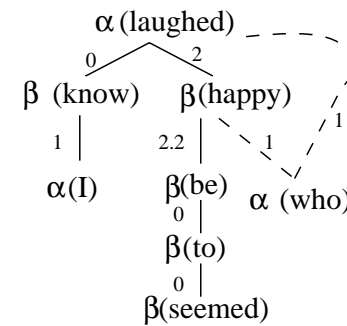 α (laughed)
0 2
β (know) β(happy)
1 2.2 1 1
α(I) β(be) α (who)
0
β(to)
0
β(seemed)